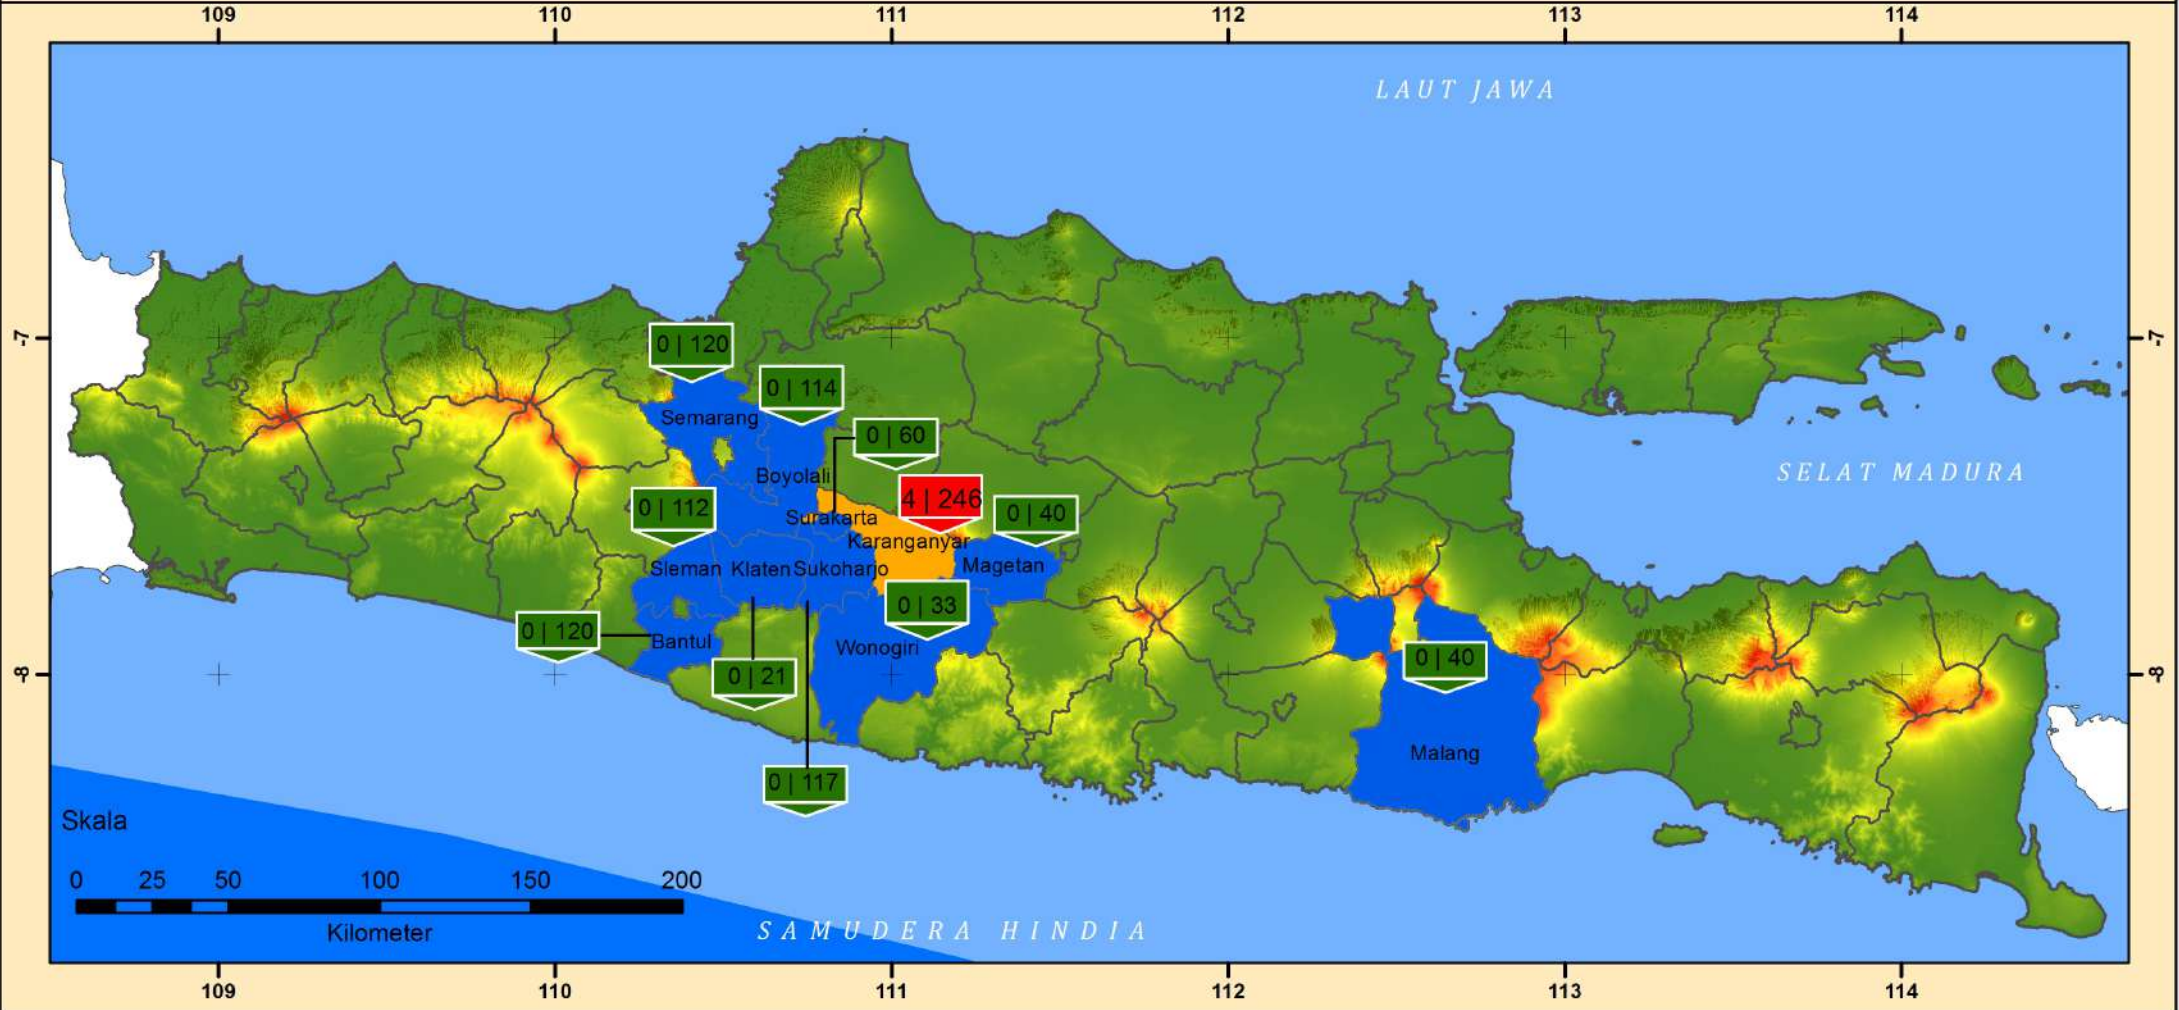 109 110 111 112 113 114
LAUT JAWA
-7 -7
0 | 120
0 | 114
Semarang
0 | 60
SELAT MADURA
Boyolali
4 | 246
0 | 112
0 | 40
Surakarta
Karanganyar
Sleman Klaten Sukoharjo Magetan
0 | 33
0 | 120
Bantul
Wonogiri
0 | 40
-8 -8
0 | 21
Malang
0 | 117
Skala
0 25 50 100 150 200
Kilometer
SAMUDERA HINDIA
109 110 111 112 113 114